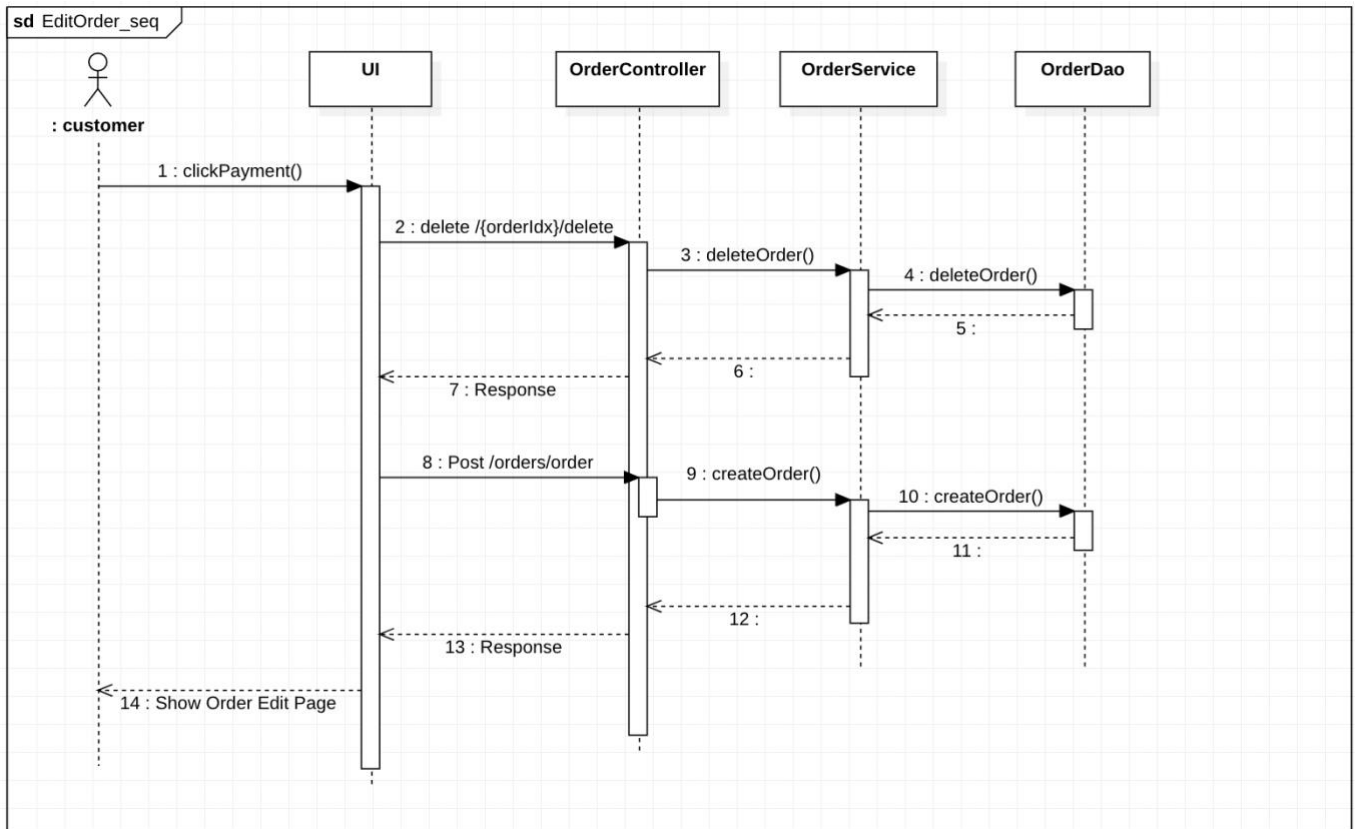 sd EditOrder_seq
UI
OrderController
OrderService
OrderDao
: customer
1 : clickPayment()
2 : delete /{orderIdx}/delete
3 : deleteOrder()
4 : deleteOrder()
5 :
6 :
7 : Response
8 : Post /orders/order
9 : createOrder()
10 : createOrder()
11 :
12 :
13 : Response
14 : Show Order Edit Page